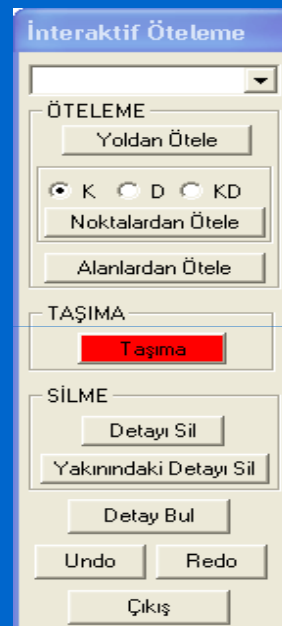 İnteraktif Öteleme
ÖTELEME
Yoldan Ötele
K D KD
Noktalardan Ötele
Alanlardan Ötele
TAŞIMA
Taşıma
SİLME
Detayı Sil
Yakınındaki Detayı Sil
Detay Bul
Undo Redo
Çıkış